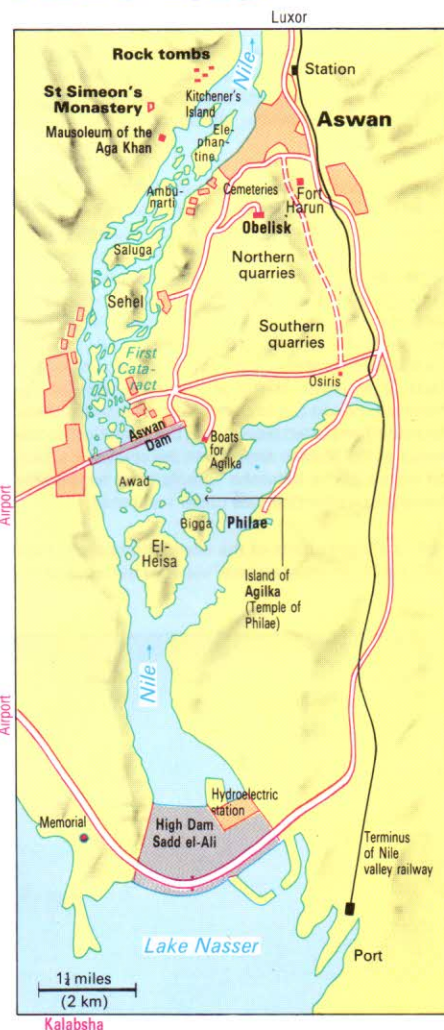 Luxor
Rock tombs
Nile→
Station
Kitchener's
Island
St Simeon's
Monastery
Mausoleum of the
Aga Khan
Ele-
phan-
tine
Aswan
Ambu-
narti
Cemeteries
Fort
Harun
Obelisk
Saluga
Northern
quarries
Sehel
Southern
quarries
First
Cata-
ract
Osiris
Aswan
Dam
Boats
for
Agilka
Airport
Awad
Bigga
Philae
El-
Heisa
Island of
Agilka
(Temple of
Philae)
Nile→
Airport
Hydroelectric
station
Memorial
High Dam
Sadd el-Ali
Terminus
of Nile
valley railway
Lake Nasser
Port
1¼ miles
(2 km)
Kalabsha